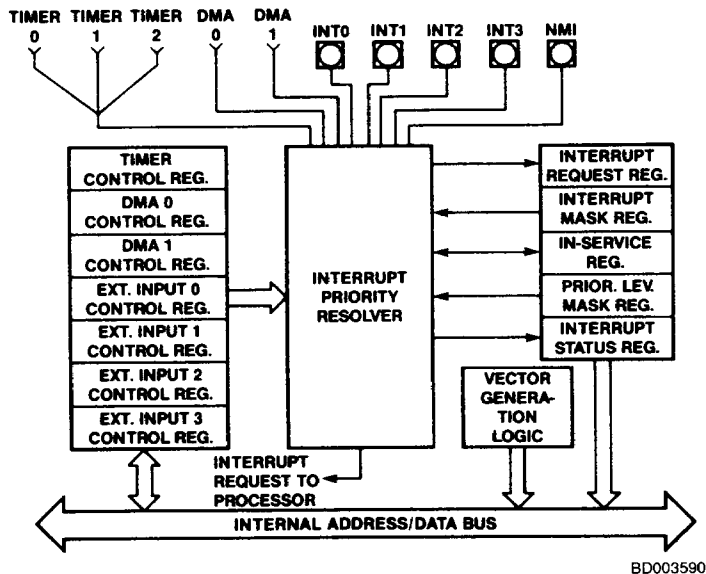 TIMER TIMER TIMER DMA DMA
0 1 2 0 1
INT0 INT1 INT2 INT3 NMI
TIMER
CONTROL REG.
DMA 0
CONTROL REG.
DMA 1
CONTROL REG.
EXT. INPUT 0
CONTROL REG.
EXT. INPUT 1
CONTROL REG.
EXT. INPUT 2
CONTROL REG.
EXT. INPUT 3
CONTROL REG.
INTERRUPT
PRIORITY
RESOLVER
INTERRUPT
REQUEST REG.
INTERRUPT
MASK REG.
IN-SERVICE
REG.
PRIOR. LEV.
MASK REG.
INTERRUPT
STATUS REG.
VECTOR
GENERA-
TION
LOGIC
INTERRUPT
REQUEST TO
PROCESSOR
INTERNAL ADDRESS/DATA BUS
BD003590